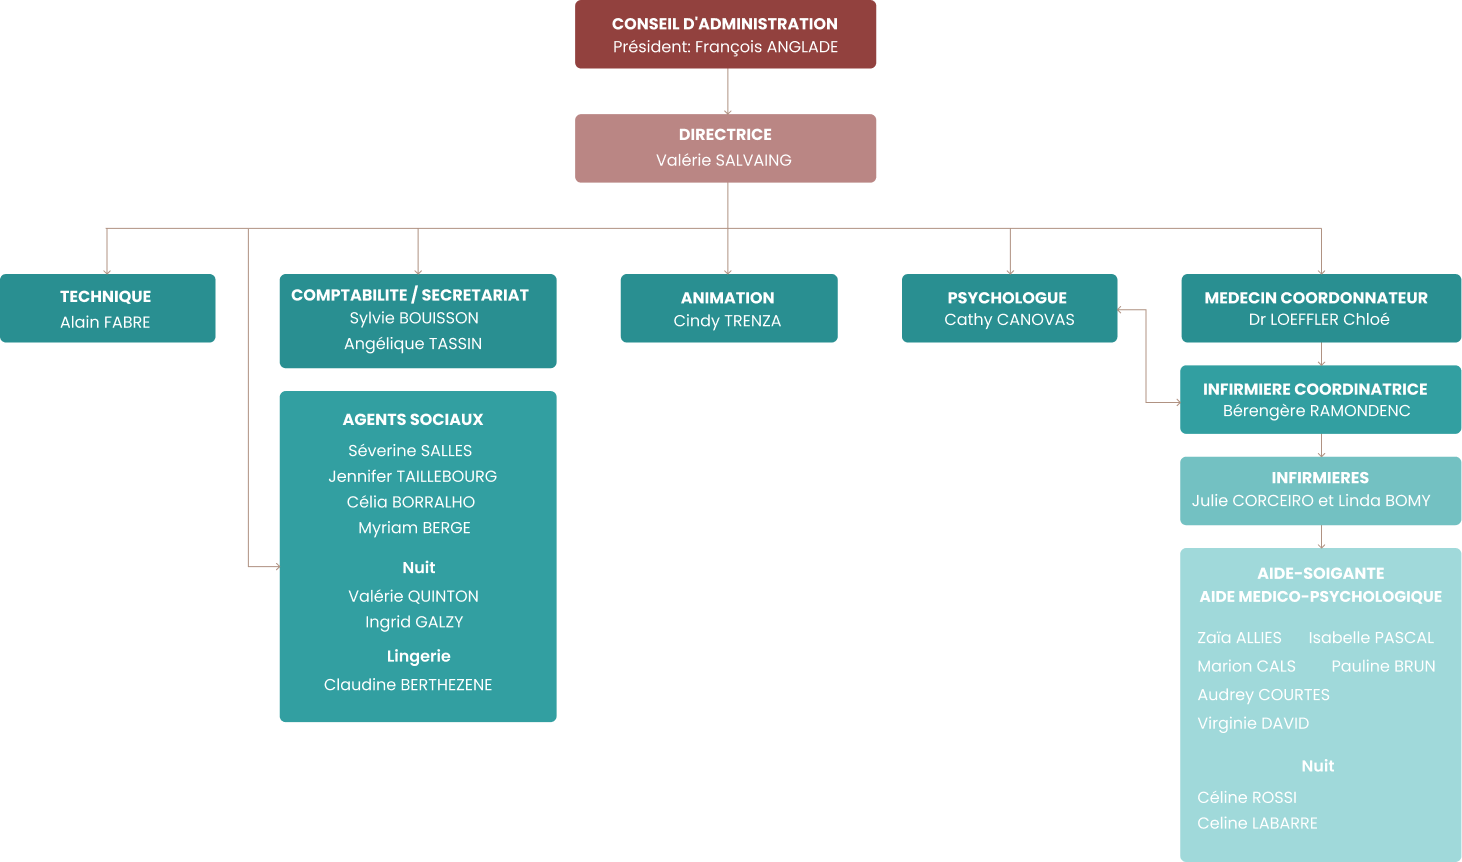 CONSEIL D'ADMINISTRATION
Président: François ANGLADE
DIRECTRICE
Valérie SALVAING
TECHNIQUE
Alain FABRE
COMPTABILITE / SECRETARIAT
Sylvie BOUISSON
Angélique TASSIN
ANIMATION
Cindy TRENZA
PSYCHOLOGUE
Cathy CANOVAS
MEDECIN COORDONNATEUR
Dr LOEFFLER Chloé
INFIRMIERE COORDINATRICE
Bérengère RAMONDENC
AGENTS SOCIAUX
Séverine SALLES
Jennifer TAILLEBOURG
Célia BORRALHO
Myriam BERGE
Nuit
Valérie QUINTON
Ingrid GALZY
Lingerie
Claudine BERTHEZENE
INFIRMIERES
Julie CORCEIRO et Linda BOMY
AIDE-SOIGANTE
AIDE MEDICO-PSYCHOLOGIQUE
Zaïa ALLIES Isabelle PASCAL
Marion CALS Pauline BRUN
Audrey COURTES
Virginie DAVID
Nuit
Céline ROSSI
Celine LABARRE